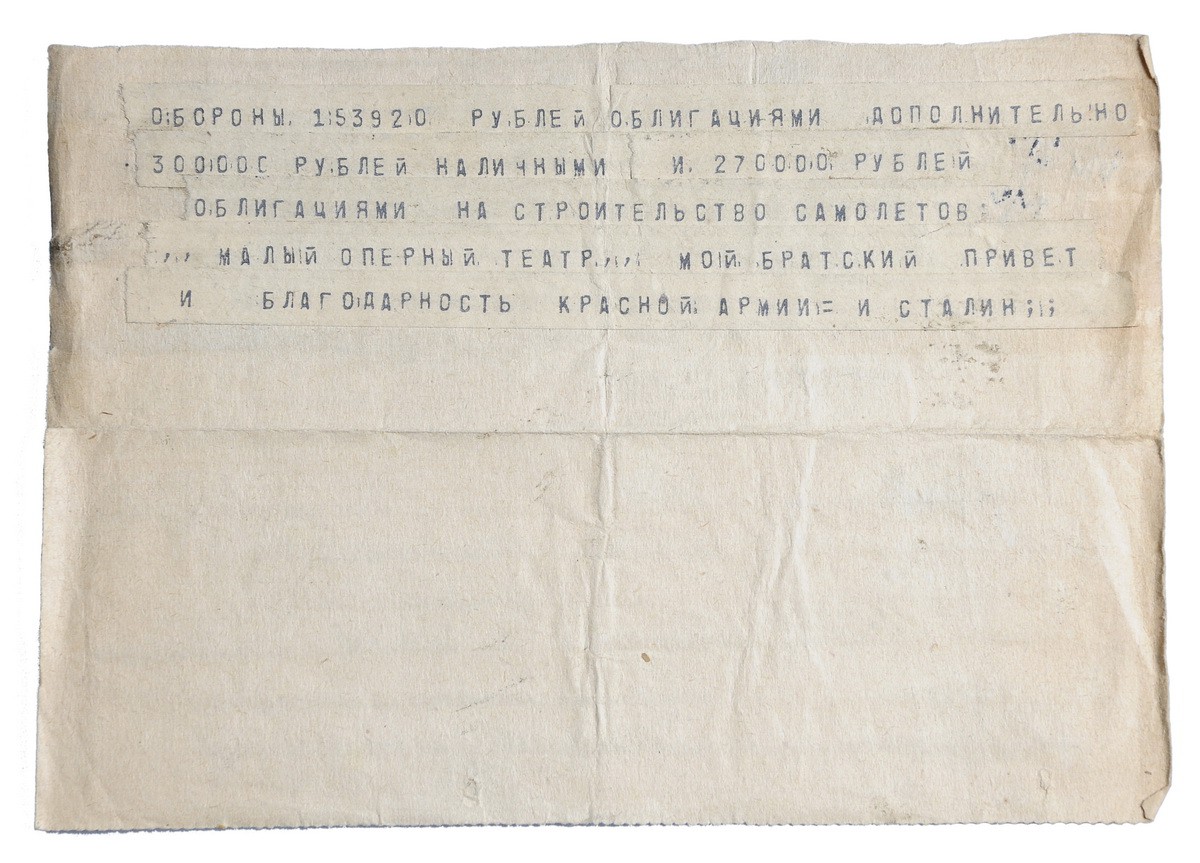 ОБОРОНЫ 153920 РУБЛЕЙ ОБЛИГАЦИЯМИ ДОПОЛНИТЕЛЬНО
300000 РУБЛЕЙ НАЛИЧНЫМИ И 270000 РУБЛЕЙ
ОБЛИГАЦИЯМИ НА СТРОИТЕЛЬСТВО САМОЛЕТОВ
,, МАЛЫЙ ОПЕРНЫЙ ТЕАТР,, МОЙ БРАТСКИЙ ПРИВЕТ
И БЛАГОДАРНОСТЬ КРАСНОЙ АРМИИ= И СТАЛИН;;